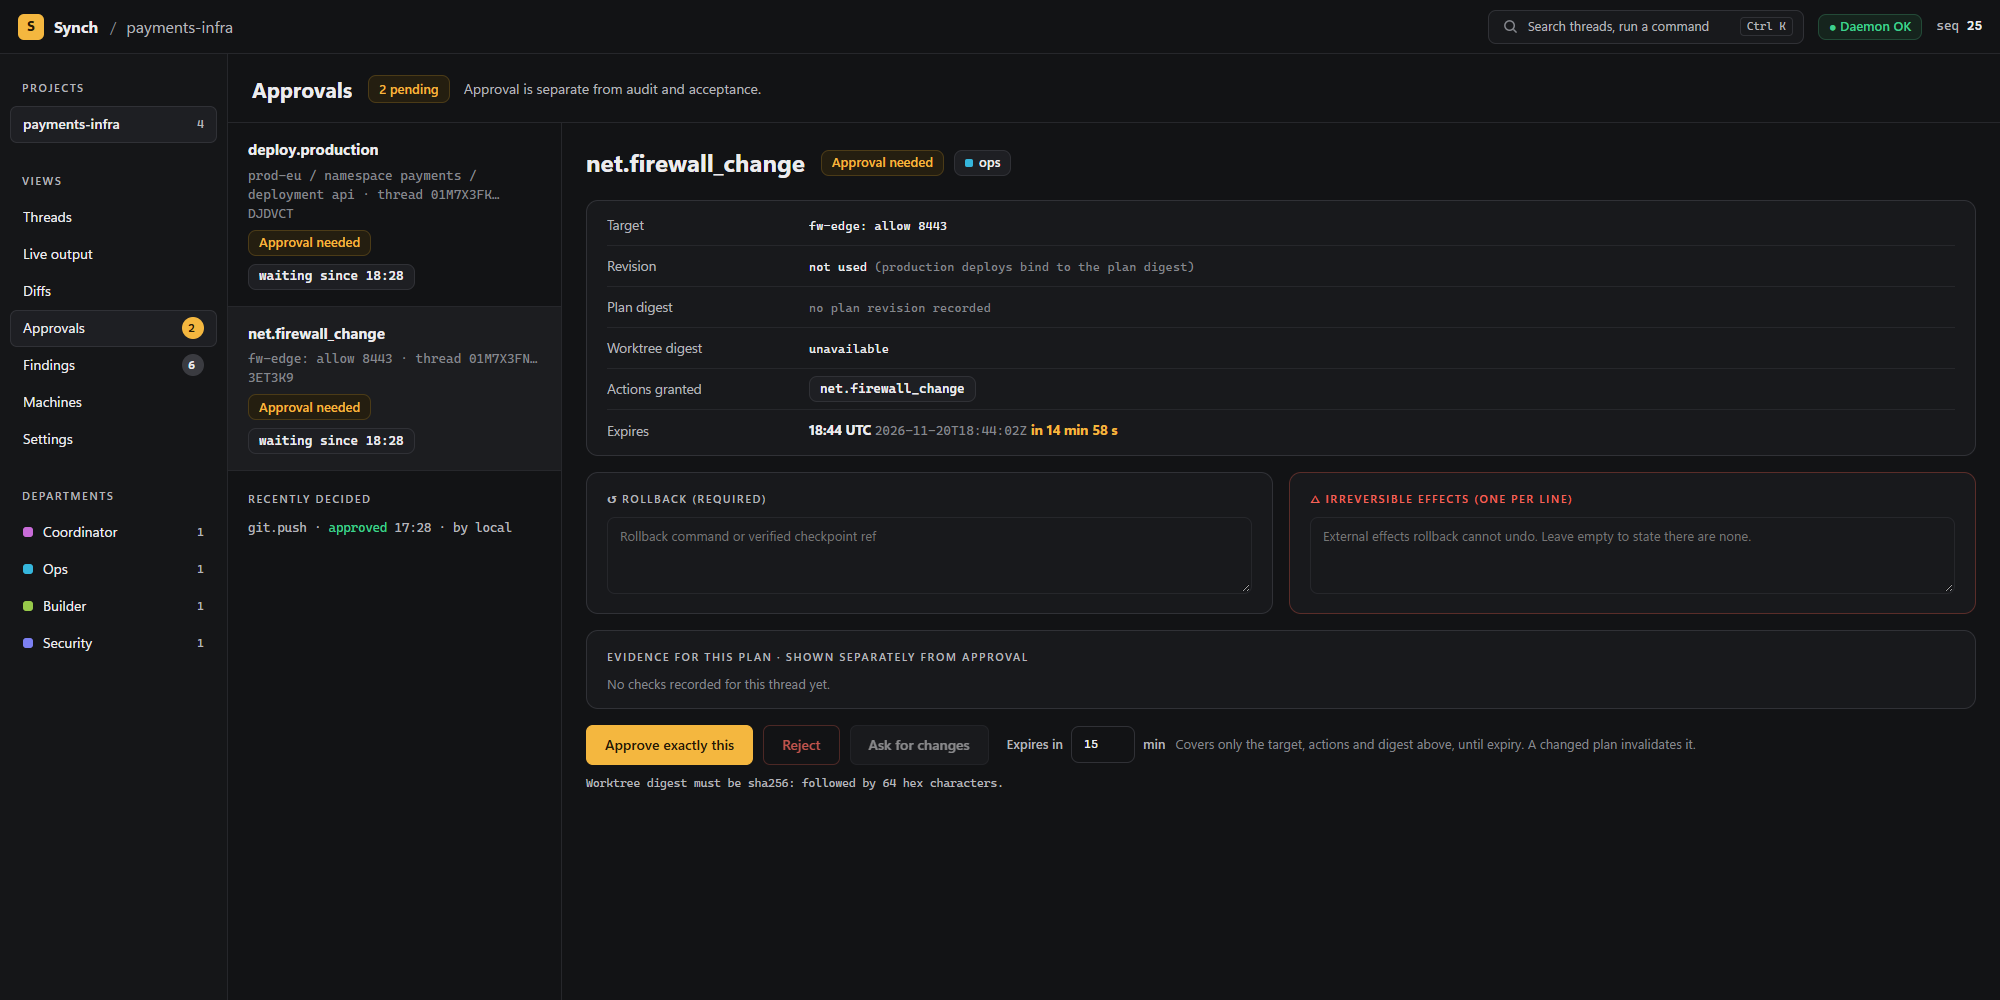 S Synch / payments-infra
Search threads, run a command Ctrl K
Daemon OK
seq 25
PROJECTS
payments-infra 4
VIEWS
Threads
Live output
Diffs
Approvals 2
Findings 6
Machines
Settings
DEPARTMENTS
Coordinator 1
Ops 1
Builder 1
Security 1
Approvals 2 pending Approval is separate from audit and acceptance.
deploy.production
prod-eu / namespace payments /
deployment api · thread 01M7X3FK…
DJDVCT
Approval needed
waiting since 18:28
net.firewall_change
fw-edge: allow 8443 · thread 01M7X3FN…
3ET3K9
Approval needed
waiting since 18:28
RECENTLY DECIDED
git.push · approved 17:28 · by local
net.firewall_change Approval needed ops
Target fw-edge: allow 8443
Revision not used (production deploys bind to the plan digest)
Plan digest no plan revision recorded
Worktree digest unavailable
Actions granted net.firewall_change
Expires 18:44 UTC 2026-11-20T18:44:02Z in 14 min 58 s
↺ ROLLBACK (REQUIRED)
Rollback command or verified checkpoint ref
△ IRREVERSIBLE EFFECTS (ONE PER LINE)
External effects rollback cannot undo. Leave empty to state there are none.
EVIDENCE FOR THIS PLAN · SHOWN SEPARATELY FROM APPROVAL
No checks recorded for this thread yet.
Approve exactly this Reject Ask for changes Expires in 15 min Covers only the target, actions and digest above, until expiry. A changed plan invalidates it.
Worktree digest must be sha256: followed by 64 hex characters.